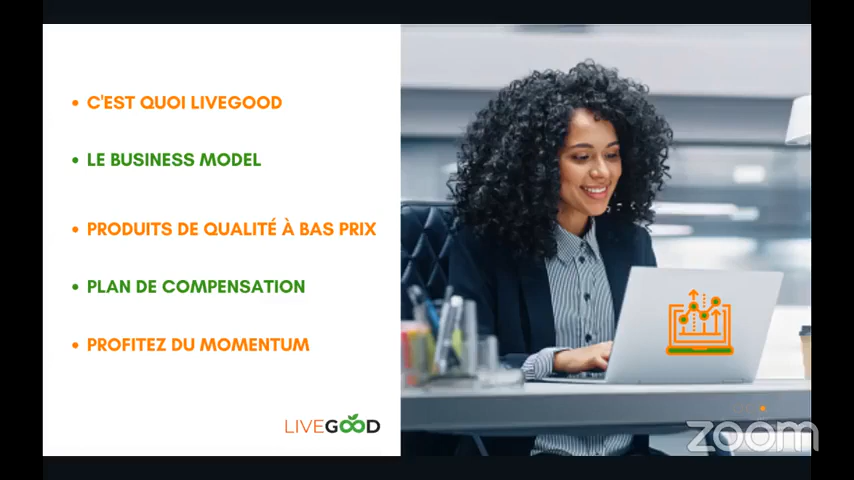 C'EST QUOI LIVEGOOD
LE BUSINESS MODEL
PRODUITS DE QUALITÉ À BAS PRIX
PLAN DE COMPENSATION
PROFITEZ DU MOMENTUM
LIVEGOOD
zoom